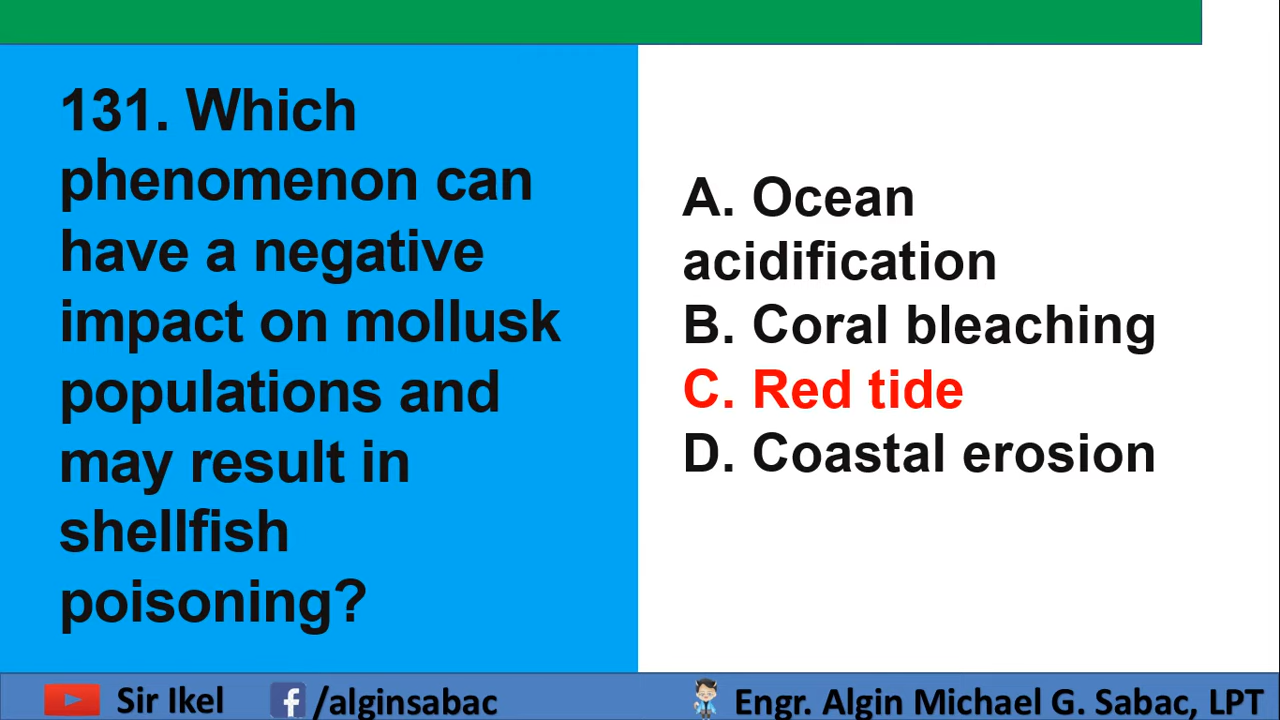 131. Which
phenomenon can
have a negative
impact on mollusk
populations and
may result in
shellfish
poisoning?
A. Ocean
acidification
B. Coral bleaching
C. Red tide
D. Coastal erosion
Sir Ikel
/alginsabac
Engr. Algin Michael G. Sabac, LPT